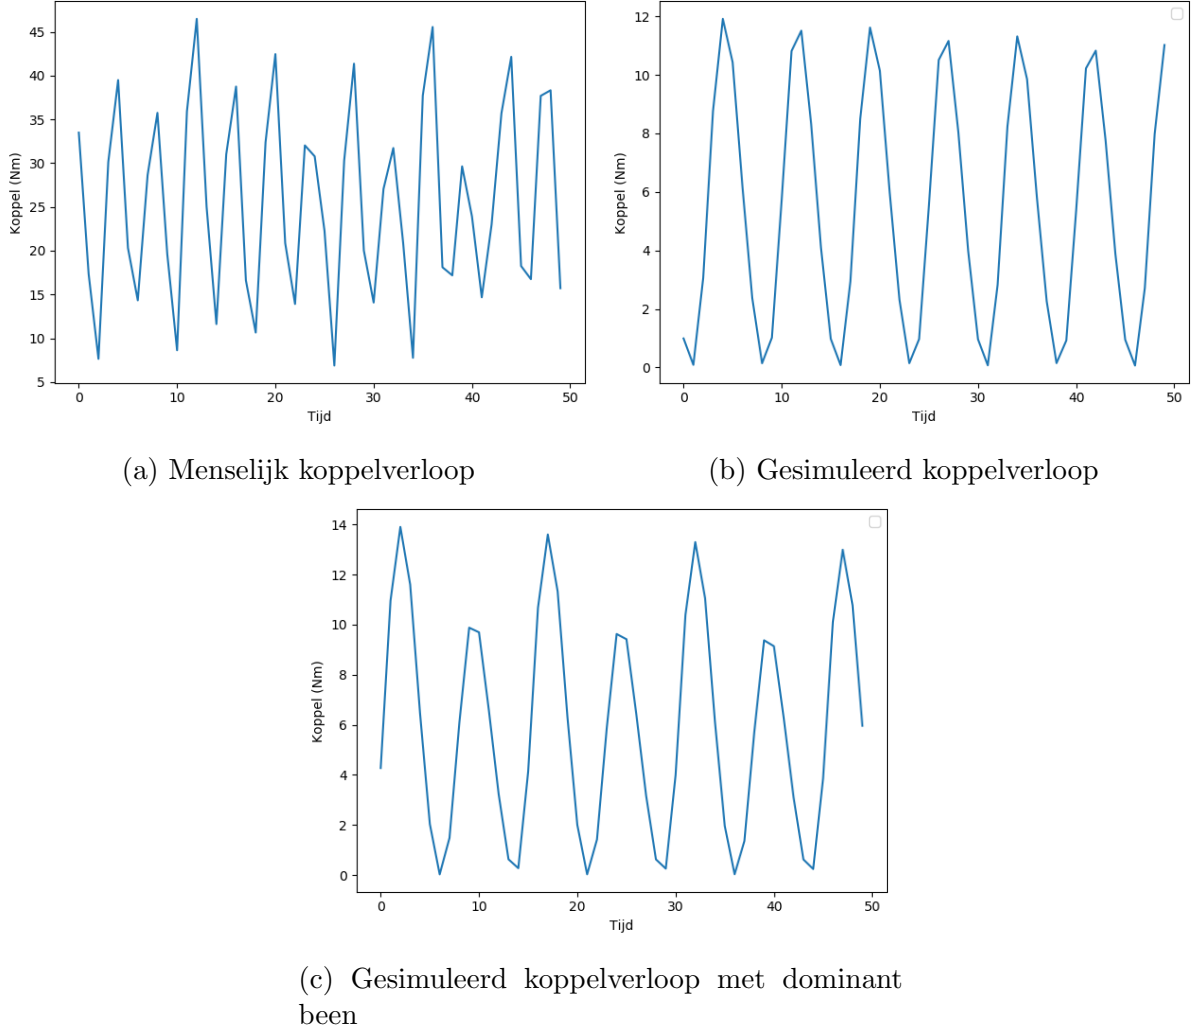 45
40
35
30
25
20
15
10
5
Koppel (Nm)
0 10 20 30 40 50
Tijd
(a) Menselijk koppelverloop
12
10
8
6
4
2
0
Koppel (Nm)
0 10 20 30 40 50
Tijd
(b) Gesimuleerd koppelverloop
14
12
10
8
6
4
2
0
Koppel (Nm)
0 10 20 30 40 50
Tijd
(c) Gesimuleerd koppelverloop met dominant
been